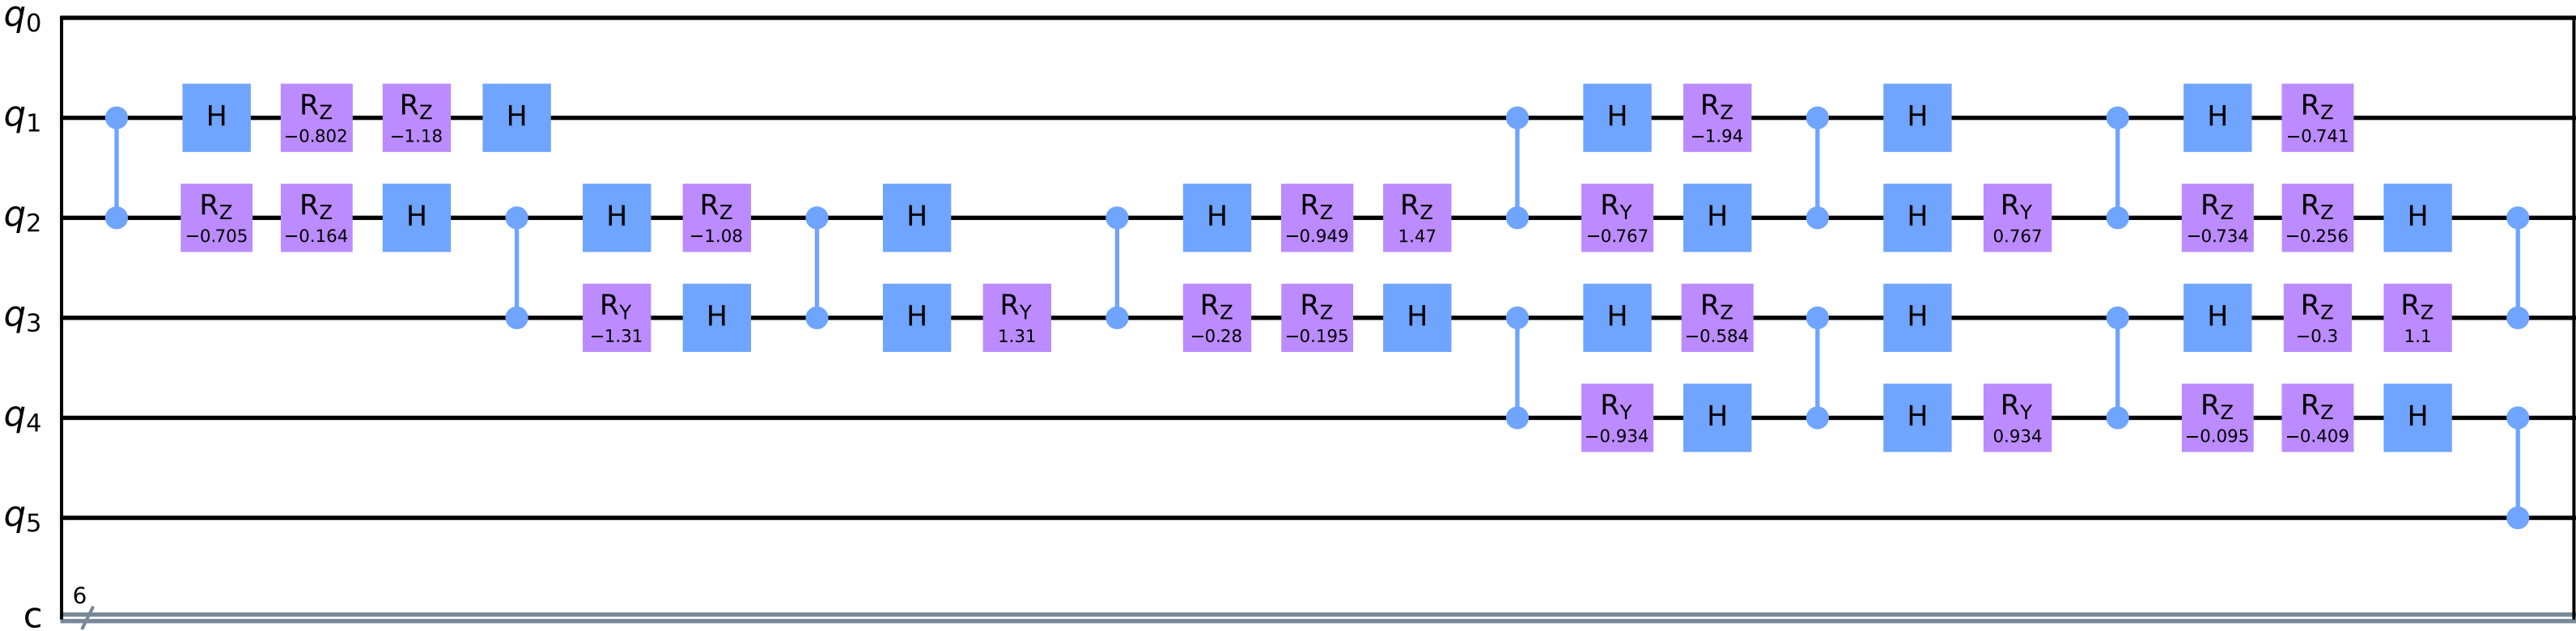 q0
q1 H RZ −0.802 RZ −1.18 H H RZ −1.94 H H RZ −0.741
q2 RZ −0.705 RZ −0.164 H H RZ −1.08 H H RZ −0.949 RZ 1.47 RY −0.767 H H RY 0.767 RZ −0.734 RZ −0.256 H
q3 RY −1.31 H H RY 1.31 RZ −0.28 RZ −0.195 H H RZ −0.584 H H RZ −0.3 RZ 1.1
q4 RY −0.934 H H RY 0.934 RZ −0.095 RZ −0.409 H
q5
6
c